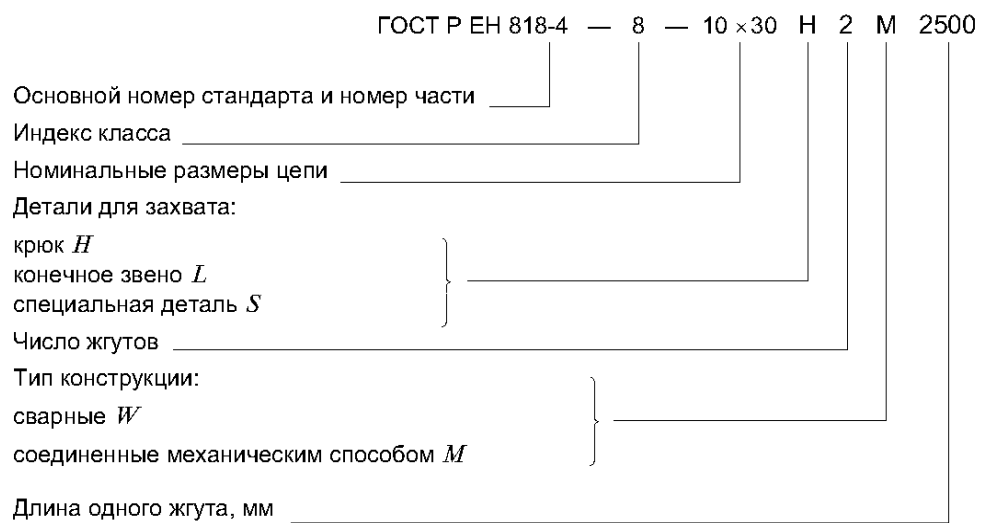 ГОСТ Р ЕН 818-4 — 8 — 10 ×30 Н 2 М 2500
Основной номер стандарта и номер части
Индекс класса
Номинальные размеры цепи
Детали для захвата:
крюк H
конечное звено L
специальная деталь S
Число жгутов
Тип конструкции:
сварные W
соединенные механическим способом M
Длина одного жгута, мм